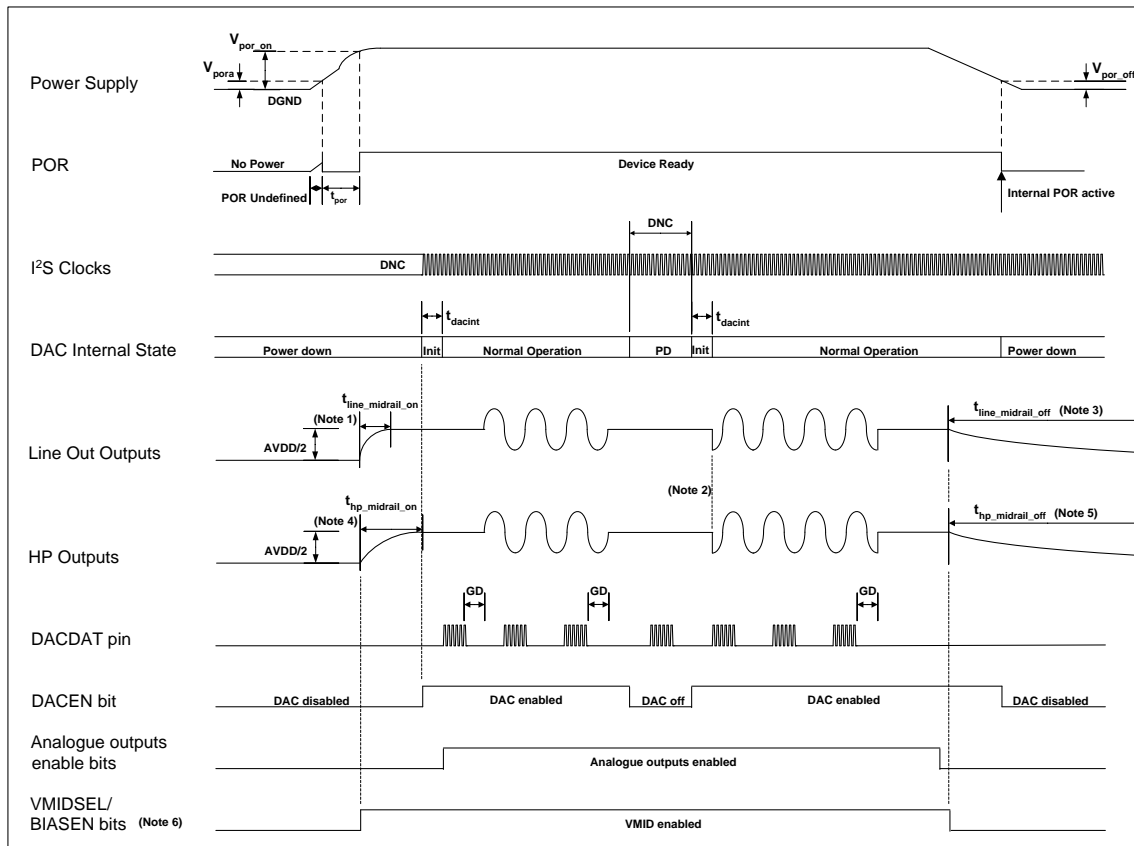 V_por_on
Power Supply
V_pora
DGND
V_por_off
POR
No Power
Device Ready
POR Undefined
t_por
Internal POR active
DNC
I²S Clocks
DNC
t_dacint
t_dacint
DAC Internal State
Power down
Init
Normal Operation
PD
Init
Normal Operation
Power down
t_line_midrail_on
(Note 1)
t_line_midrail_off (Note 3)
Line Out Outputs
AVDD/2
(Note 2)
t_hp_midrail_on
(Note 4)
t_hp_midrail_off (Note 5)
HP Outputs
AVDD/2
GD
GD
GD
DACDAT pin
DACEN bit
DAC disabled
DAC enabled
DAC off
DAC enabled
DAC disabled
Analogue outputs
enable bits
Analogue outputs enabled
VMIDSEL/
BIASEN bits (Note 6)
VMID enabled